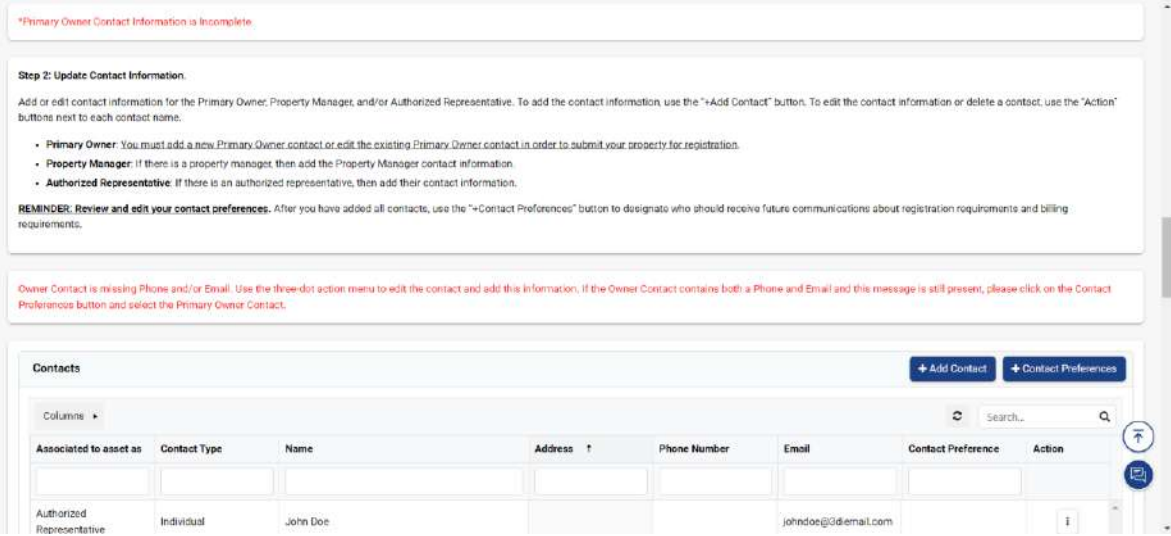 *Primary Owner Contact Information is Incomplete
Step 2: Update Contact Information.
Add or edit contact information for the Primary Owner, Property Manager, and/or Authorized Representative. To add the contact information, use the "+Add Contact" button. To edit the contact information or delete a contact, use the "Action"
buttons next to each contact name.
• Primary Owner: You must add a new Primary Owner contact or edit the existing Primary Owner contact in order to submit your property for registration.
• Property Manager: If there is a property manager, then add the Property Manager contact information.
• Authorized Representative: If there is an authorized representative, then add their contact information.
REMINDER: Review and edit your contact preferences. After you have added all contacts, use the "+Contact Preferences" button to designate who should receive future communications about registration requirements and billing
requirements.
Owner Contact is missing Phone and/or Email. Use the three-dot action menu to edit the contact and add this information. If the Owner Contact contains both a Phone and Email and this message is still present, please click on the Contact
Preferences button and select the Primary Owner Contact.
Contacts
+ Add Contact
+ Contact Preferences
Columns
Search...
Associated to asset as Contact Type Name Address ↑ Phone Number Email Contact Preference Action
Authorized
Representative Individual John Doe johndoe@3diemail.com